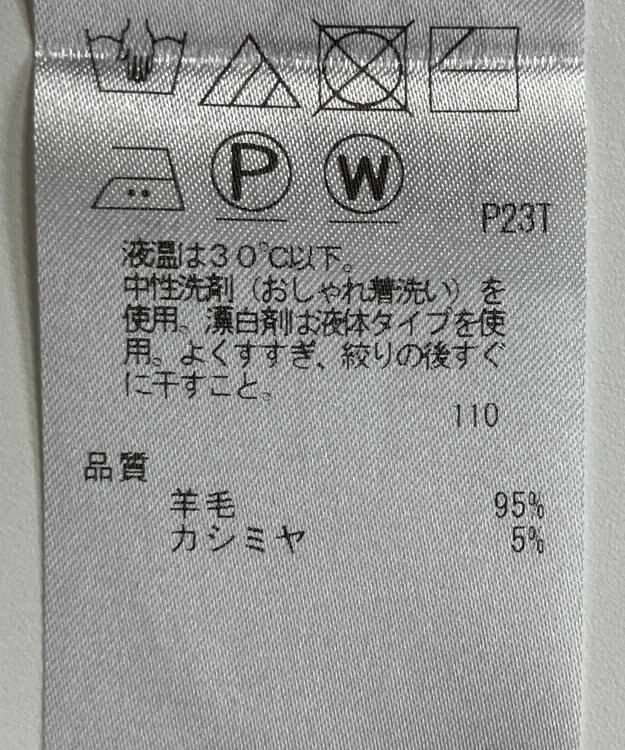 P W
P23T
液温は30℃以下。
中性洗剤(おしゃれ着洗い)を
使用。漂白剤は液体タイプを使
用。よくすすぎ、絞りの後すぐ
に干すこと。
110
品質
羊毛 95%
カシミヤ 5%